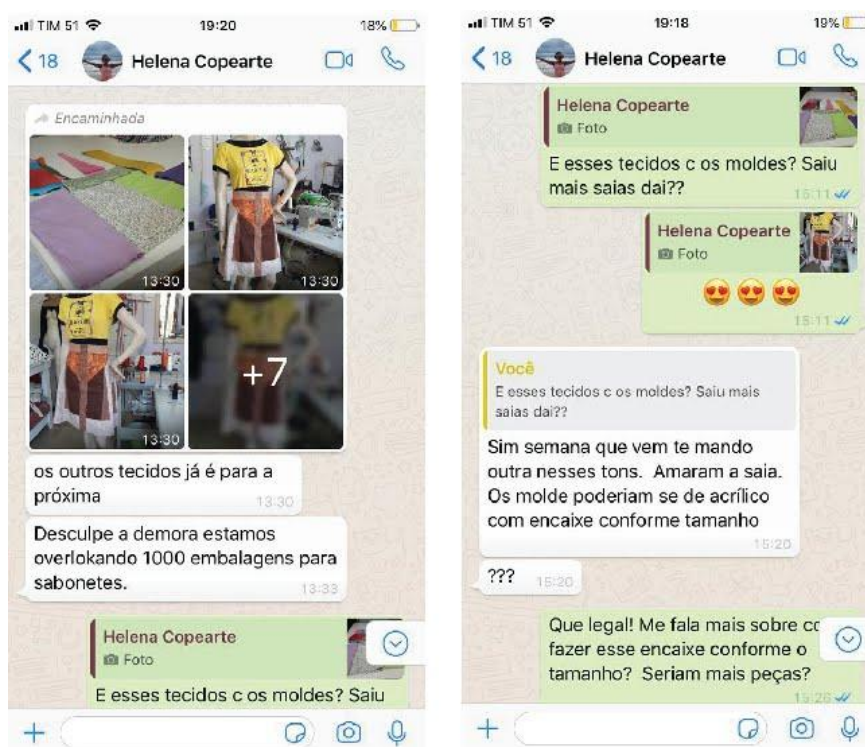 TIM 51 19:20 18%
18 Helena Copearte
Encaminhada
13:30 13:30
13:30 +7
os outros tecidos já é para a
próxima 13:30
Desculpe a demora estamos
overlokando 1000 embalagens para
sabonetes. 13:33
Helena Copearte
Foto
E esses tecidos c os moldes? Saiu
TIM 51 19:18 19%
18 Helena Copearte
Helena Copearte
Foto
E esses tecidos c os moldes? Saiu
mais saias dai?? 15:11
Helena Copearte
Foto
15:11
Você
E esses tecidos c os moldes? Saiu mais
saias dai??
Sim semana que vem te mando
outra nesses tons. Amaram a saia.
Os molde poderiam se de acrílico
com encaixe conforme tamanho
15:20
??? 15:20
Que legal! Me fala mais sobre co
fazer esse encaixe conforme o
tamanho? Seriam mais peças?
15:26